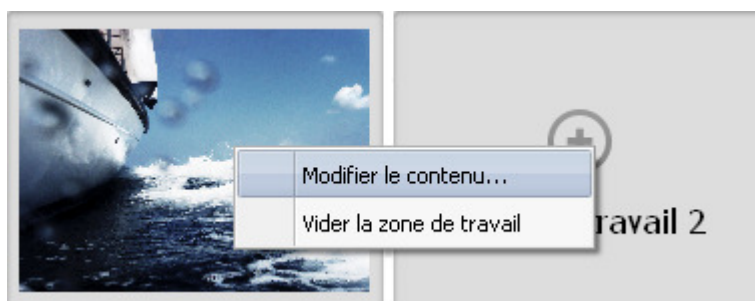 Modifier le contenu...
Vider la zone de travail
ravail 2